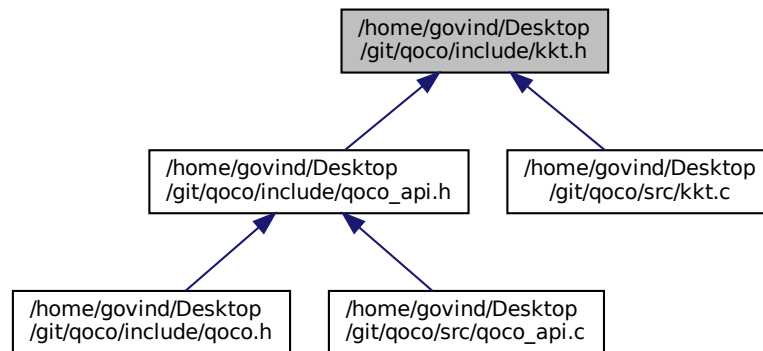 /home/govind/Desktop
/git/qoco/include/kkt.h
/home/govind/Desktop
/git/qoco/include/qoco_api.h
/home/govind/Desktop
/git/qoco/src/kkt.c
/home/govind/Desktop
/git/qoco/include/qoco.h
/home/govind/Desktop
/git/qoco/src/qoco_api.c